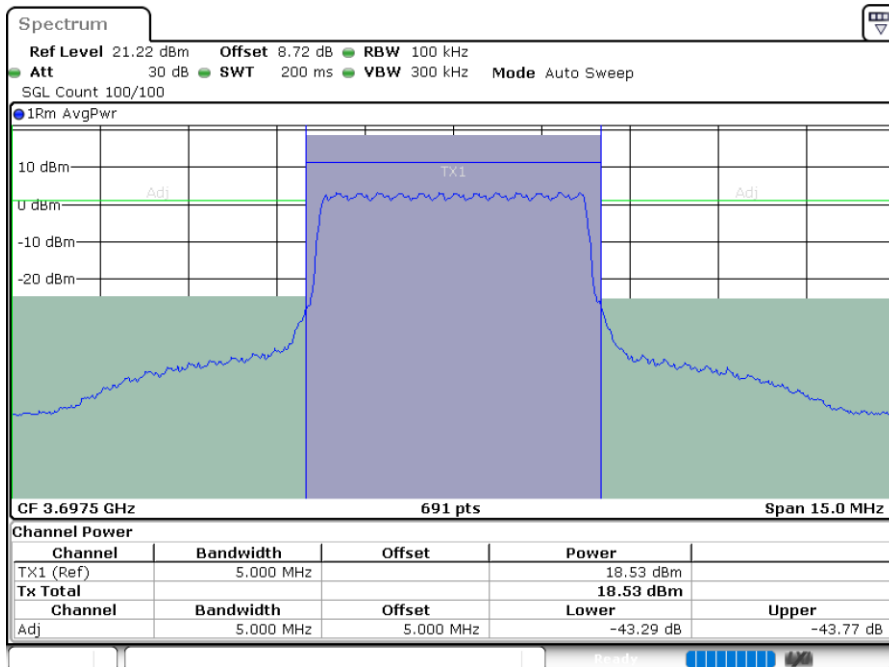 Spectrum
Ref Level 21.22 dBm Offset 8.72 dB RBW 100 kHz
Att 30 dB SWT 200 ms VBW 300 kHz Mode Auto Sweep
SGL Count 100/100
1Rm AvgPwr
10 dBm
TX1
Adj Adj
0 dBm
-10 dBm
-20 dBm
CF 3.6975 GHz 691 pts Span 15.0 MHz
Channel Power
Channel Bandwidth Offset Power
TX1 (Ref) 5.000 MHz 18.53 dBm
Tx Total 18.53 dBm
Channel Bandwidth Offset Lower Upper
Adj 5.000 MHz 5.000 MHz -43.29 dB -43.77 dB
Ready